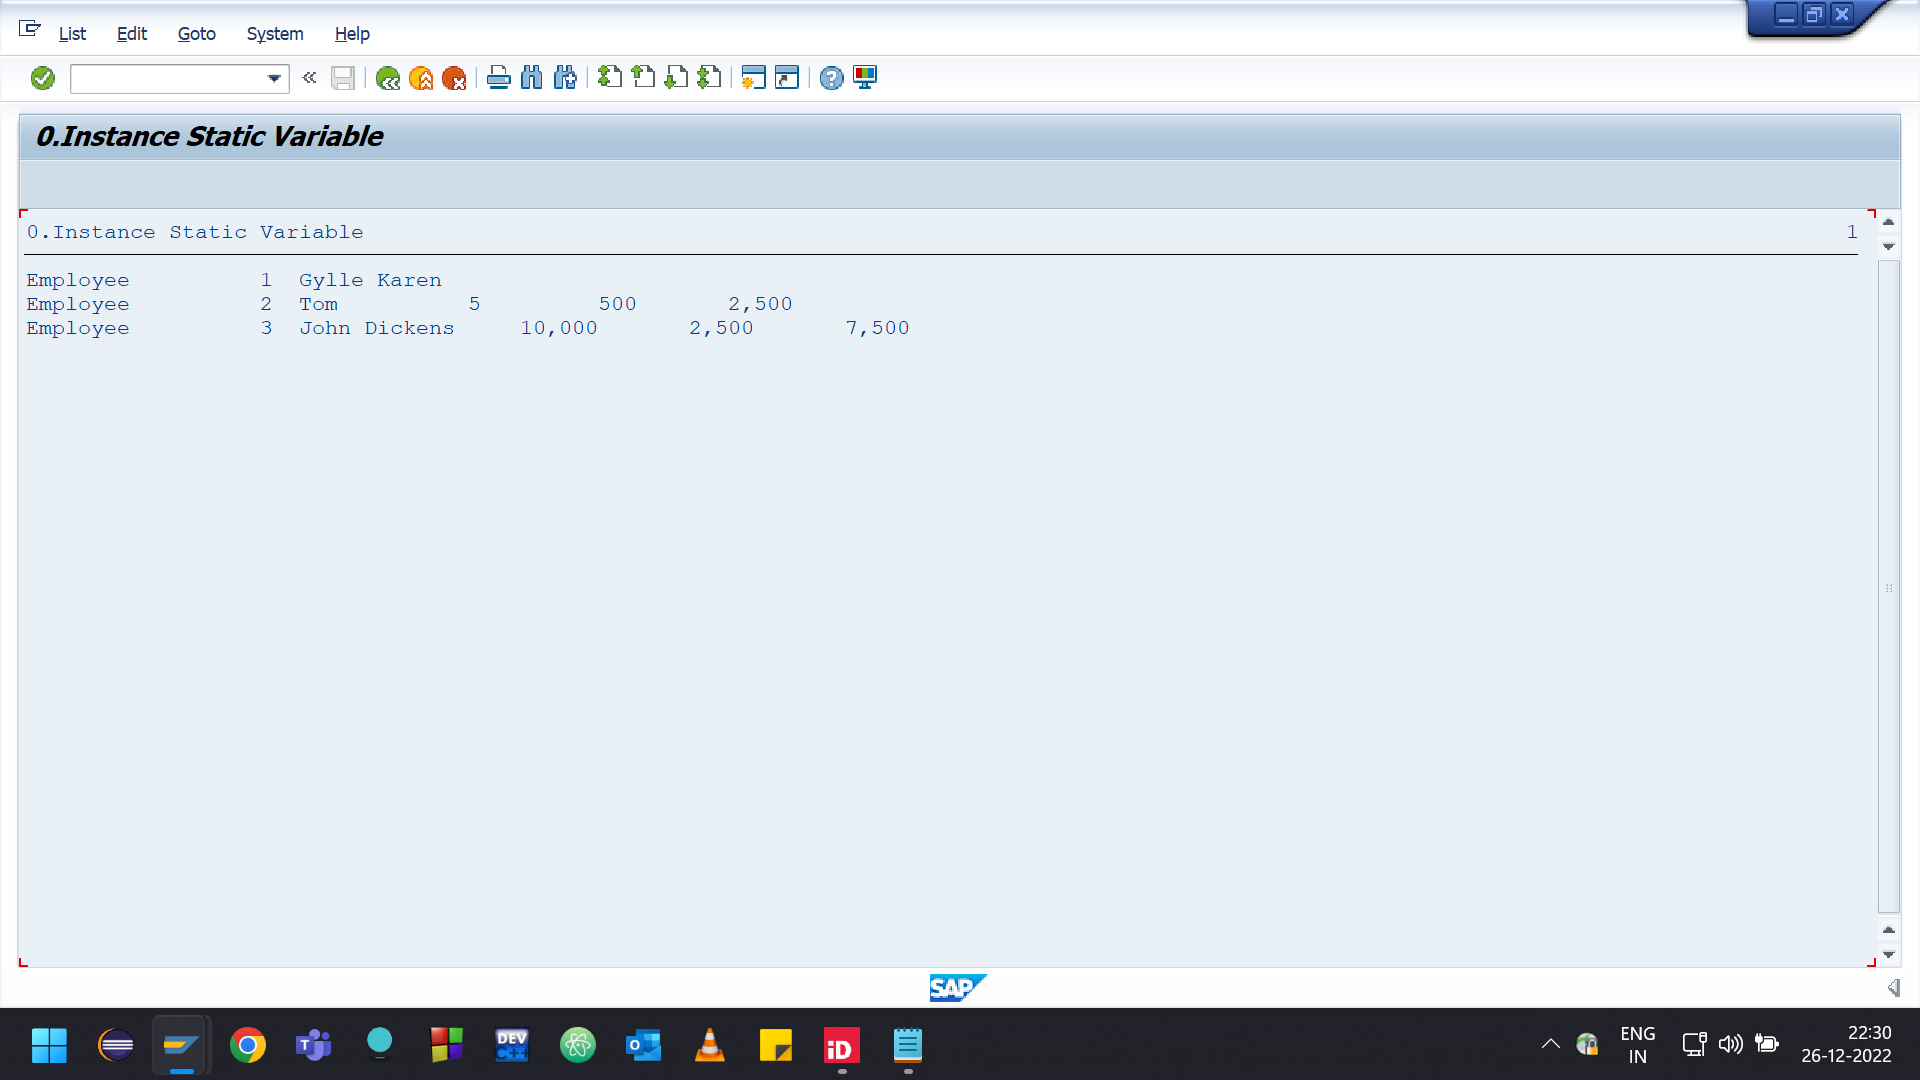 List Edit Goto System Help
0.Instance Static Variable
0.Instance Static Variable 1
Employee 1 Gylle Karen
Employee 2 Tom 5 500 2,500
Employee 3 John Dickens 10,000 2,500 7,500
SAP
DEV
C++
T
O
iD
ENG
IN
22:30
26-12-2022